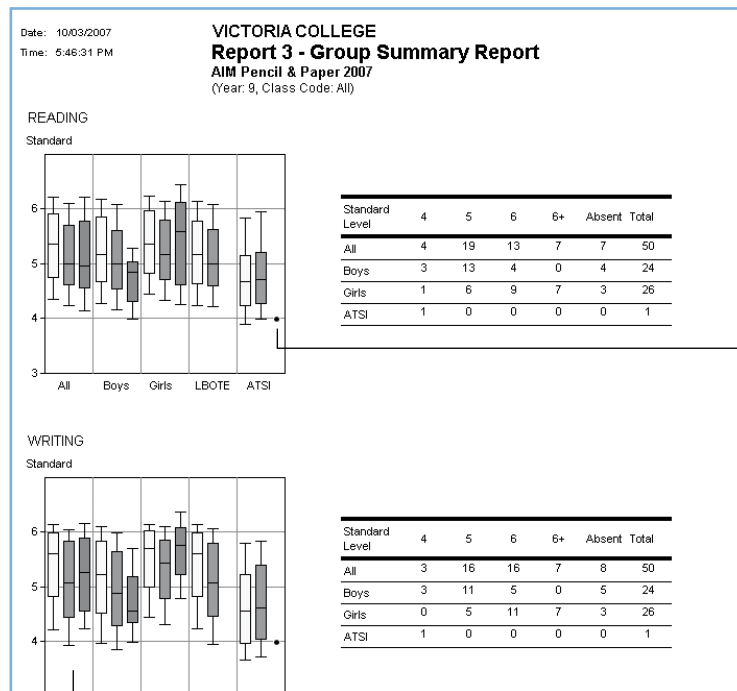 Date: 10/03/2007
Time: 5:46:31 PM
VICTORIA COLLEGE
Report 3 - Group Summary Report
AIM Pencil & Paper 2007
(Year: 9, Class Code: All)
READING
Standard
6
5
4
3
All Boys Girls LBOTE ATSI
Standard Level 4 5 6 6+ Absent Total
All 4 19 13 7 7 50
Boys 3 13 4 0 4 24
Girls 1 6 9 7 3 26
ATSI 1 0 0 0 0 1
WRITING
Standard
6
5
4
Standard Level 4 5 6 6+ Absent Total
All 3 16 16 7 8 50
Boys 3 11 5 0 5 24
Girls 0 5 11 7 3 26
ATSI 1 0 0 0 0 1